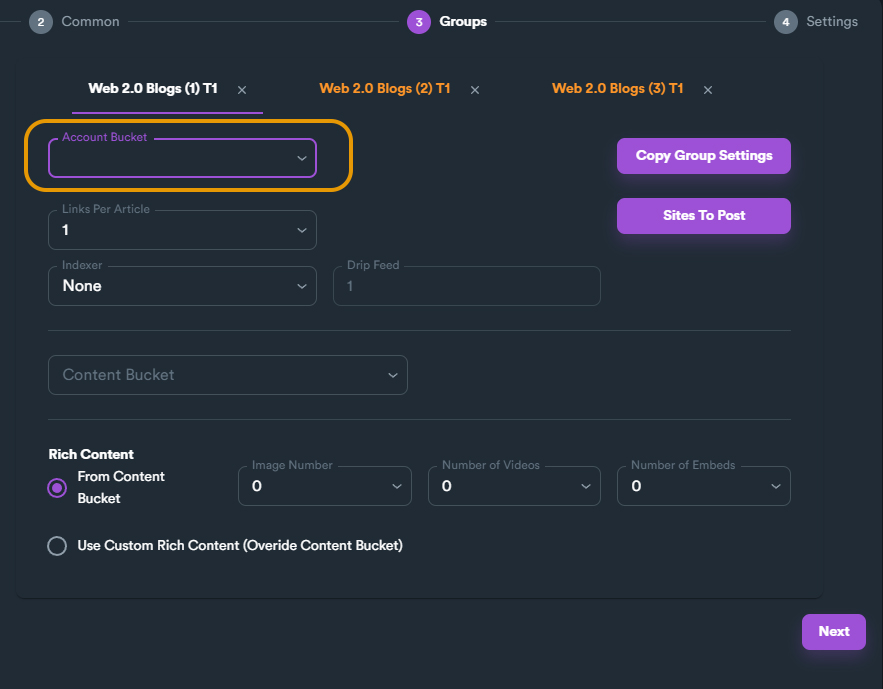 2 Common 3 Groups 4 Settings
Web 2.0 Blogs (1) T1 × Web 2.0 Blogs (2) T1 × Web 2.0 Blogs (3) T1 ×
Account Bucket
Copy Group Settings
Links Per Article
1
Sites To Post
Indexer Drip Feed
None 1
Content Bucket
Rich Content
From Content
Bucket
Image Number Number of Videos Number of Embeds
0 0 0
Use Custom Rich Content (Overide Content Bucket)
Next